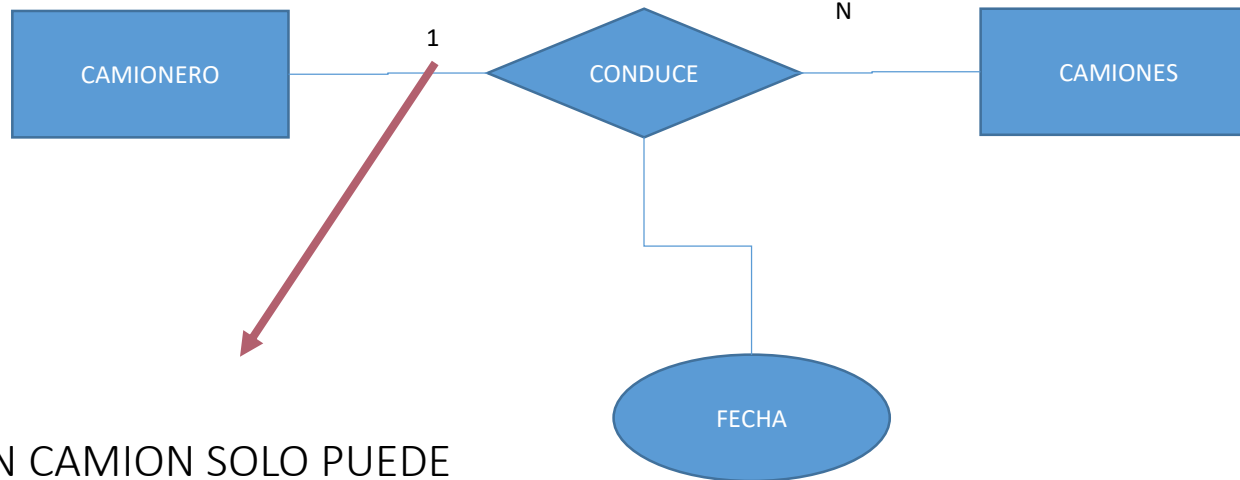 N
1
CAMIONERO
CONDUCE
CAMIONES
FECHA
N CAMION SOLO PUEDE